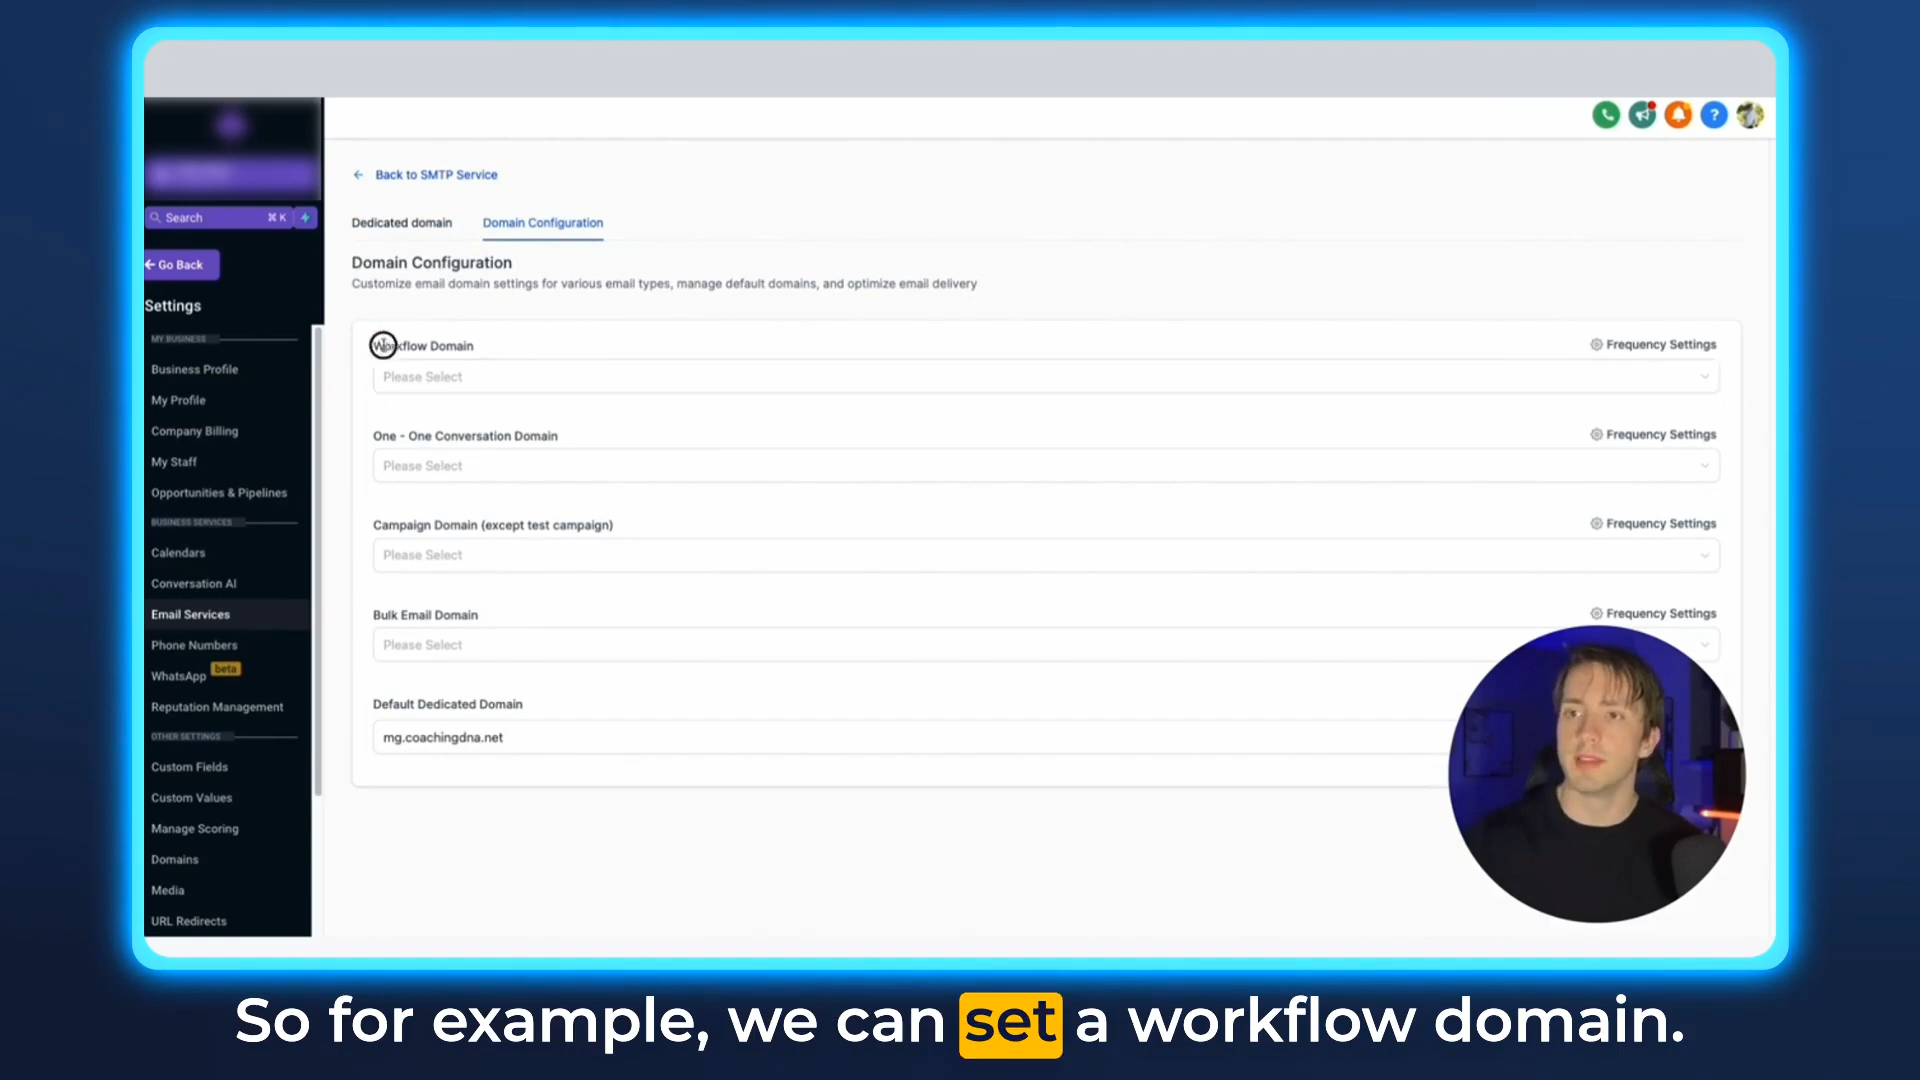 Search ⌘ K
← Go Back
Settings
MY BUSINESS
Business Profile
My Profile
Company Billing
My Staff
Opportunities & Pipelines
BUSINESS SERVICES
Calendars
Conversation AI
Email Services
Phone Numbers
WhatsApp beta
Reputation Management
OTHER SETTINGS
Custom Fields
Custom Values
Manage Scoring
Domains
Media
URL Redirects
?
← Back to SMTP Service
Dedicated domain Domain Configuration
Domain Configuration
Customize email domain settings for various email types, manage default domains, and optimize email delivery
Workflow Domain Frequency Settings
Please Select
One - One Conversation Domain Frequency Settings
Please Select
Campaign Domain (except test campaign) Frequency Settings
Please Select
Bulk Email Domain Frequency Settings
Please Select
Default Dedicated Domain
mg.coachingdna.net
So for example, we can set a workflow domain.